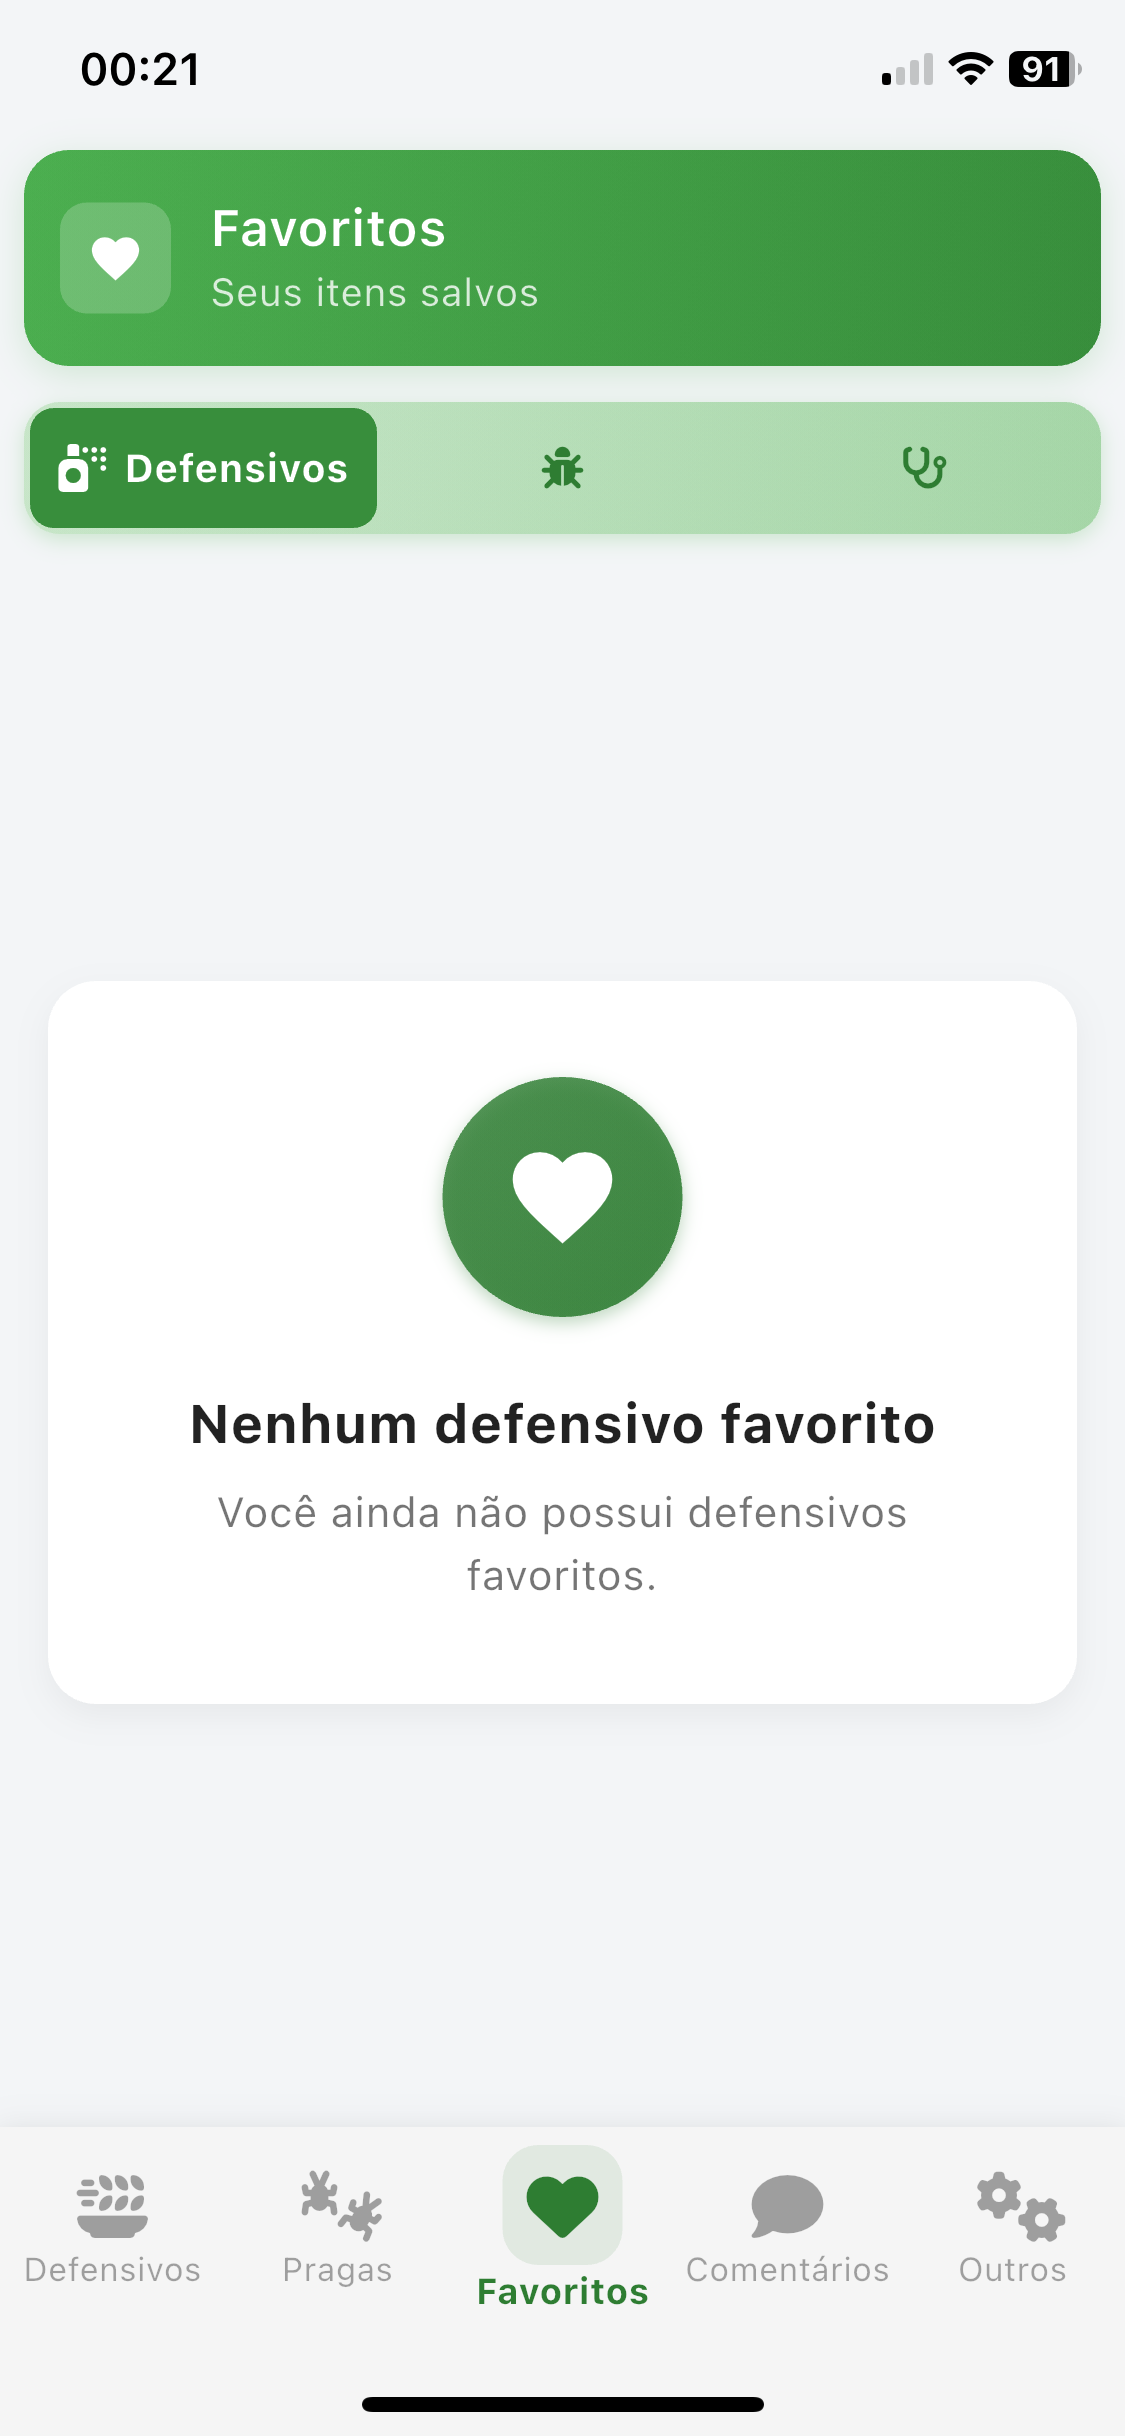 00:21
91
Favoritos
Seus itens salvos
Defensivos
Nenhum defensivo favorito
Você ainda não possui defensivos
favoritos.
Defensivos
Pragas
Favoritos
Comentários
Outros